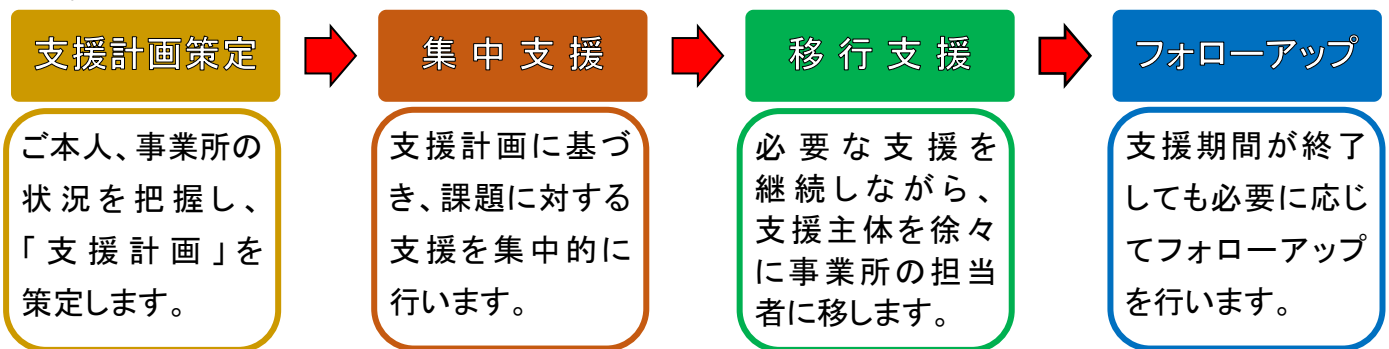 支援計画策定
ご本人、事業所の
状況を把握し、
「支援計画」を
策定します。
集中支援
支援計画に基づ
き、課題に対する
支援を集中的に
行います。
移行支援
必要な支援を
継続しながら、
支援主体を徐々
に事業所の担当
者に移します。
フォローアップ
支援期間が終了
しても必要に応じ
てフォローアップ
を行います。